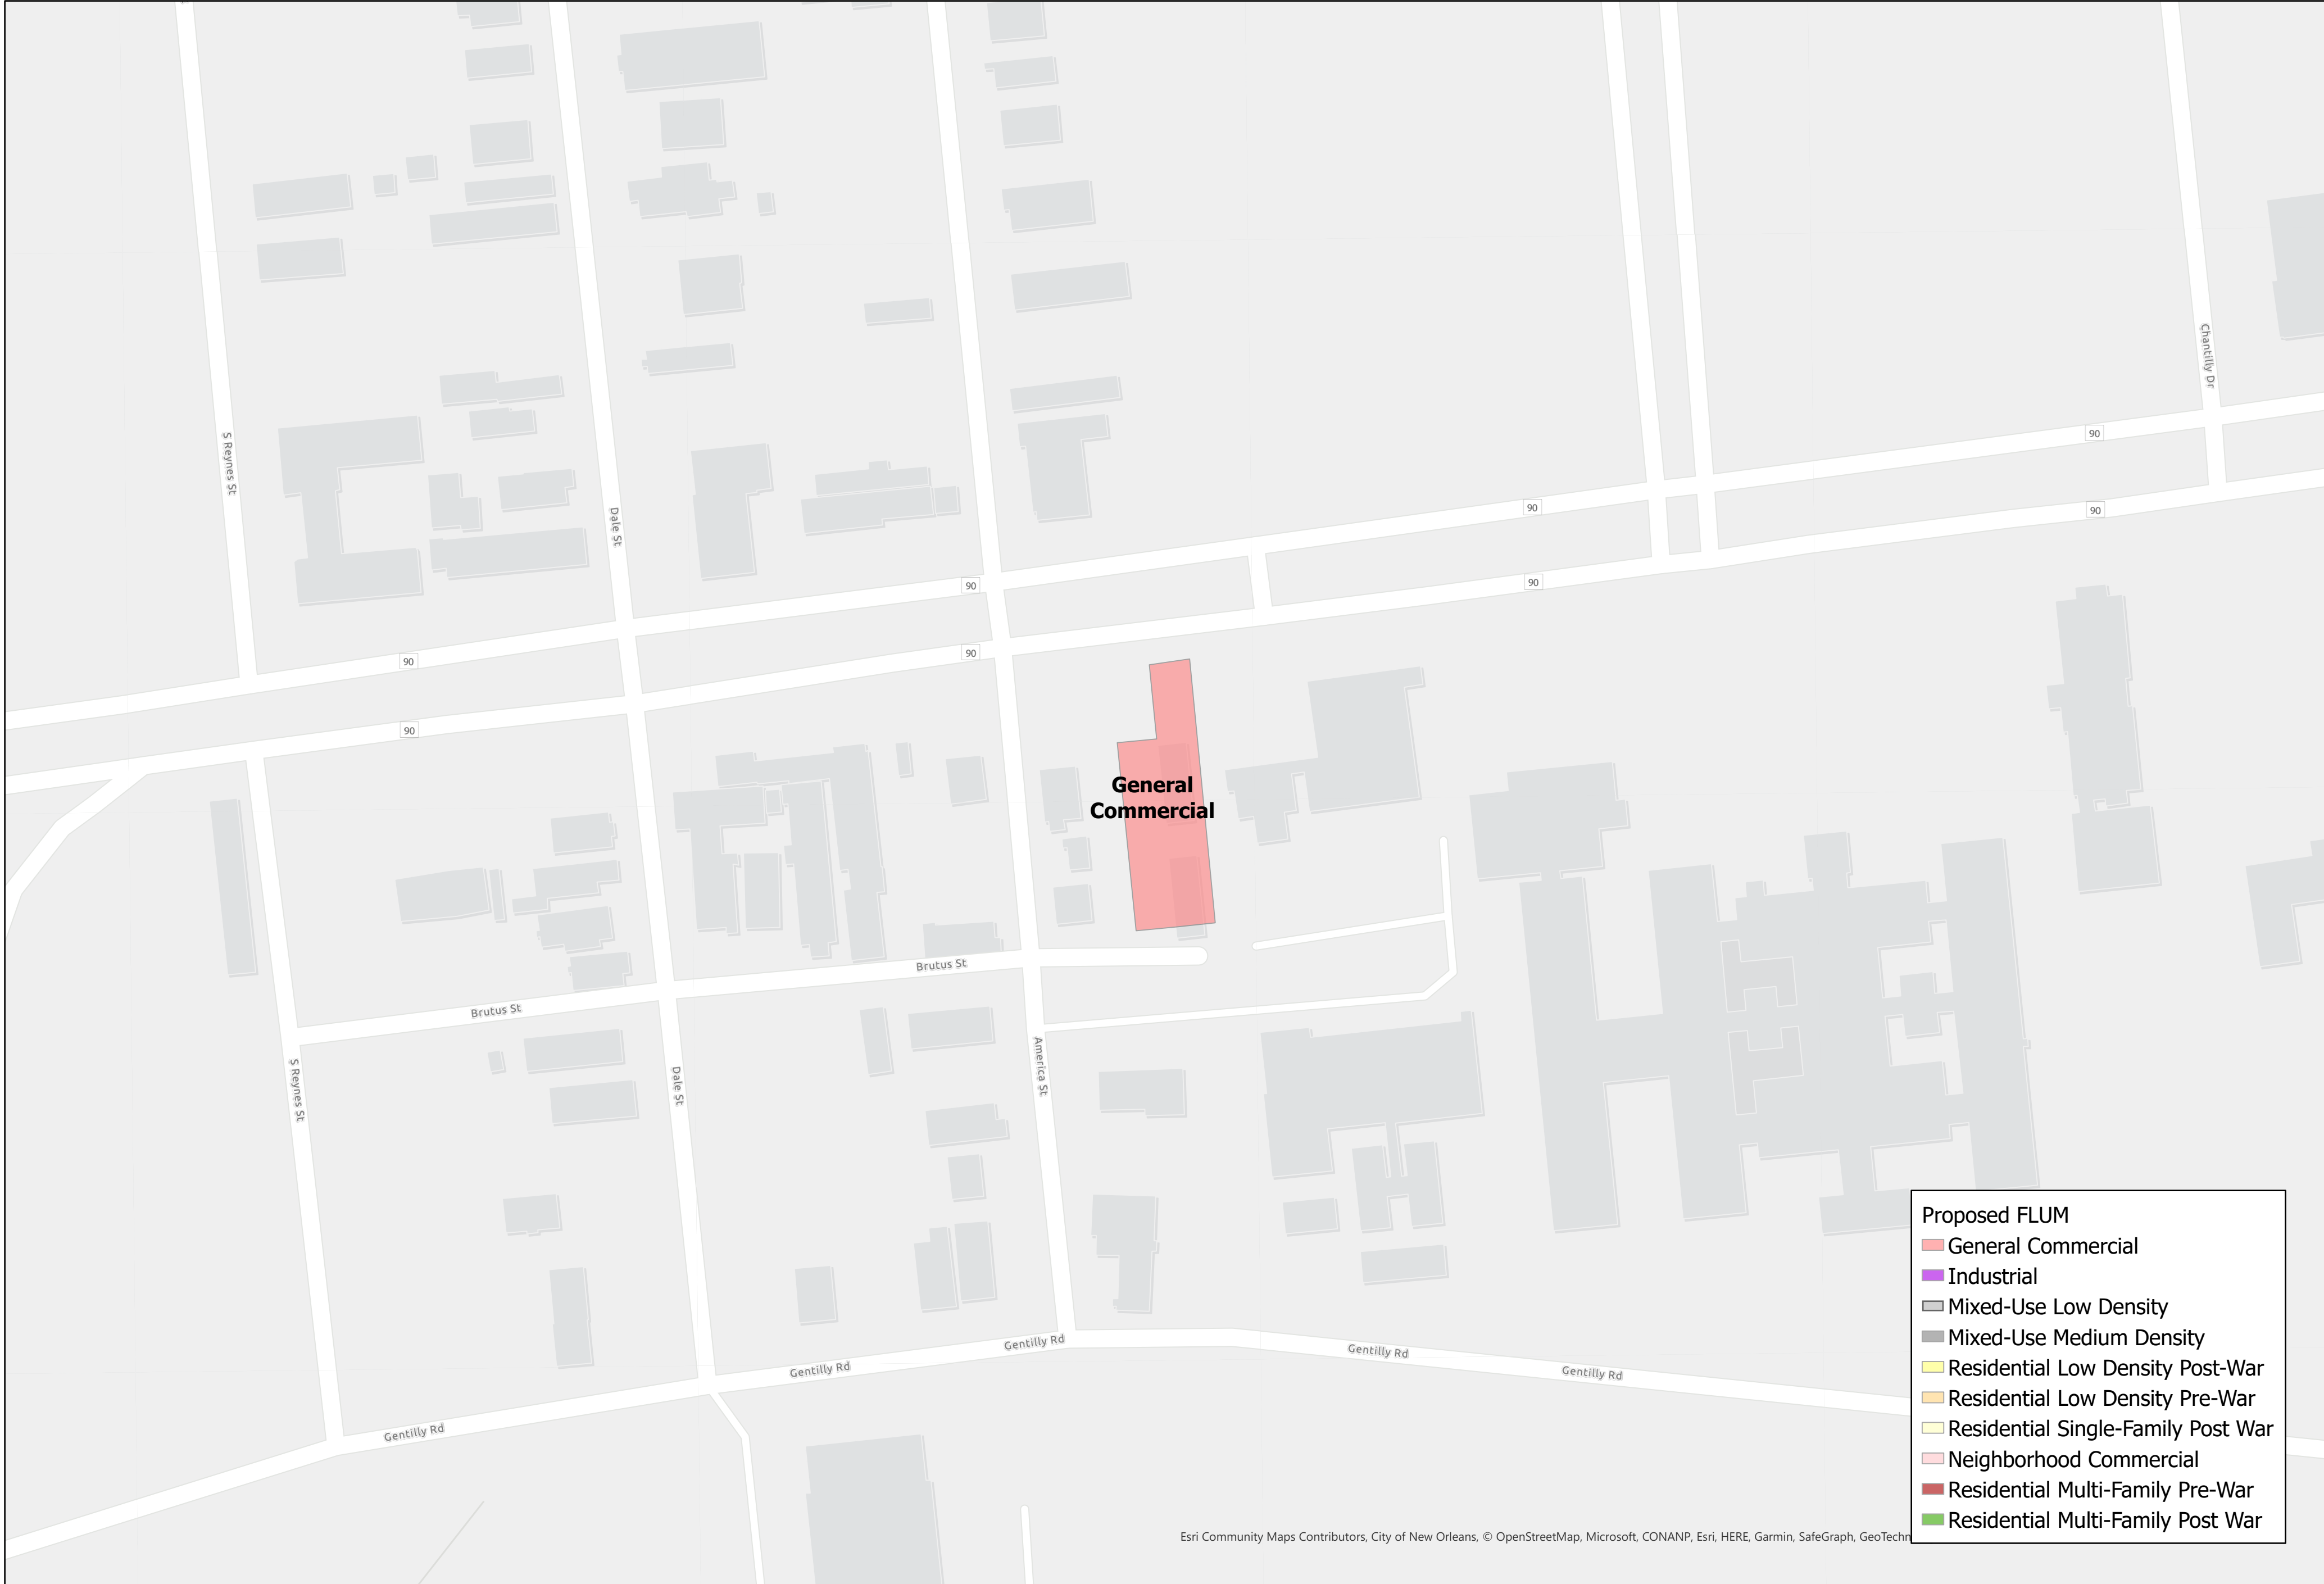 Chantilly Dr
90
S Reynes St
90
90
Dale St
90
90
90
90
90
90
General
Commercial
Brutus St
Brutus St
America St
S Reynes St
Dale St
Gentilly Rd
Gentilly Rd
Gentilly Rd
Gentilly Rd
Gentilly Rd
Proposed FLUM
General Commercial
Industrial
Mixed-Use Low Density
Mixed-Use Medium Density
Residential Low Density Post-War
Residential Low Density Pre-War
Residential Single-Family Post War
Neighborhood Commercial
Residential Multi-Family Pre-War
Residential Multi-Family Post War
Esri Community Maps Contributors, City of New Orleans, © OpenStreetMap, Microsoft, CONANP, Esri, HERE, Garmin, SafeGraph,